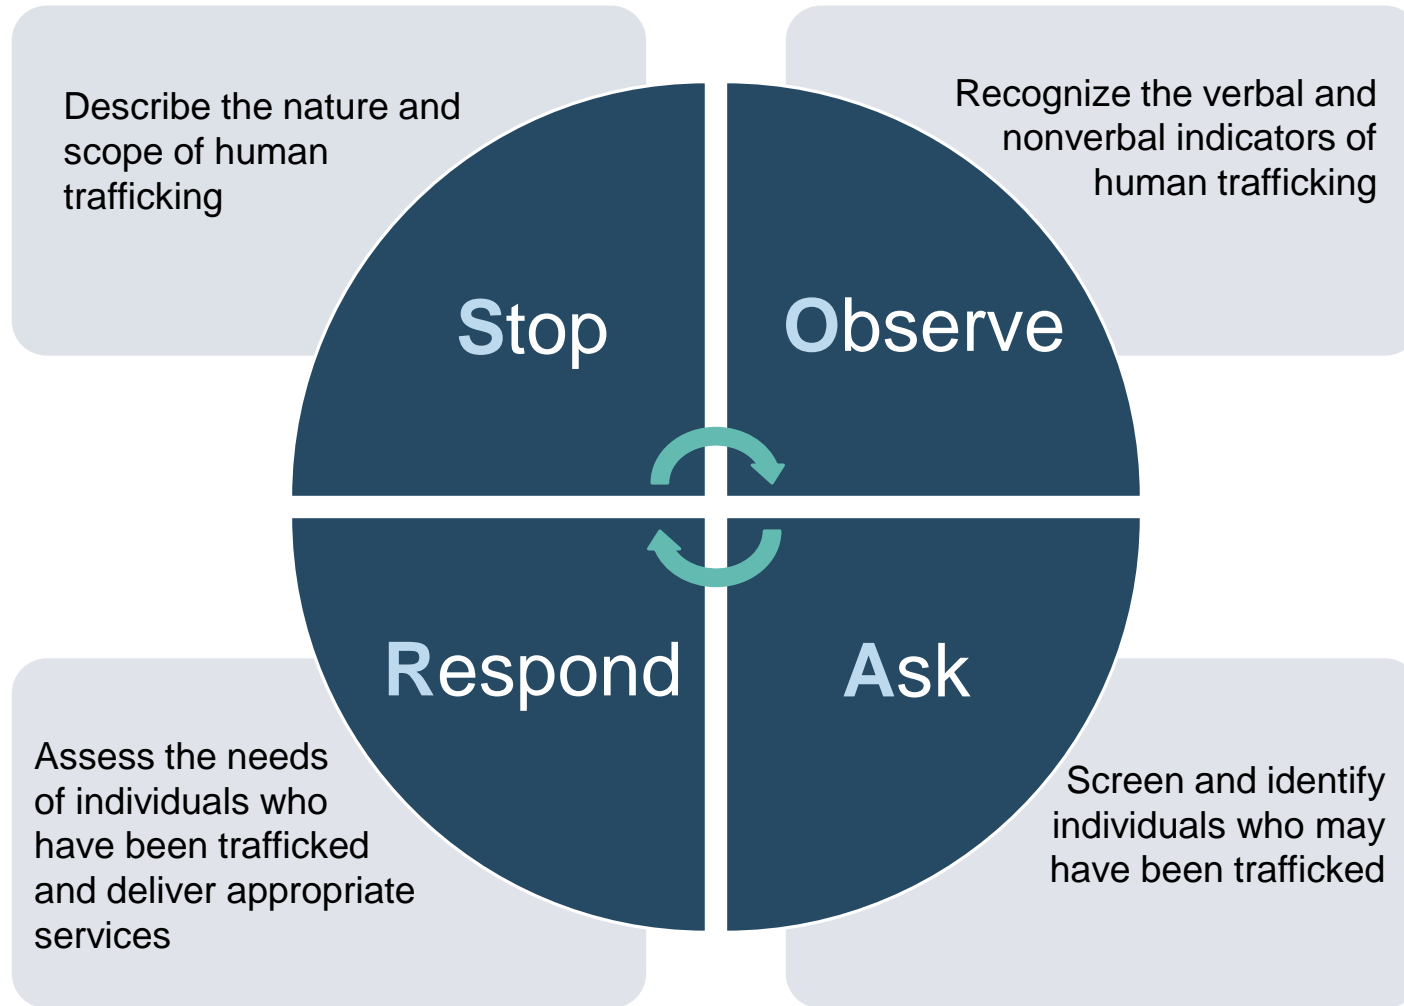 Describe the nature and
scope of human
trafficking
Stop
Recognize the verbal and
nonverbal indicators of
human trafficking
Observe
Ask
Screen and identify
individuals who may
have been trafficked
Respond
Assess the needs
of individuals who
have been trafficked
and deliver appropriate
services